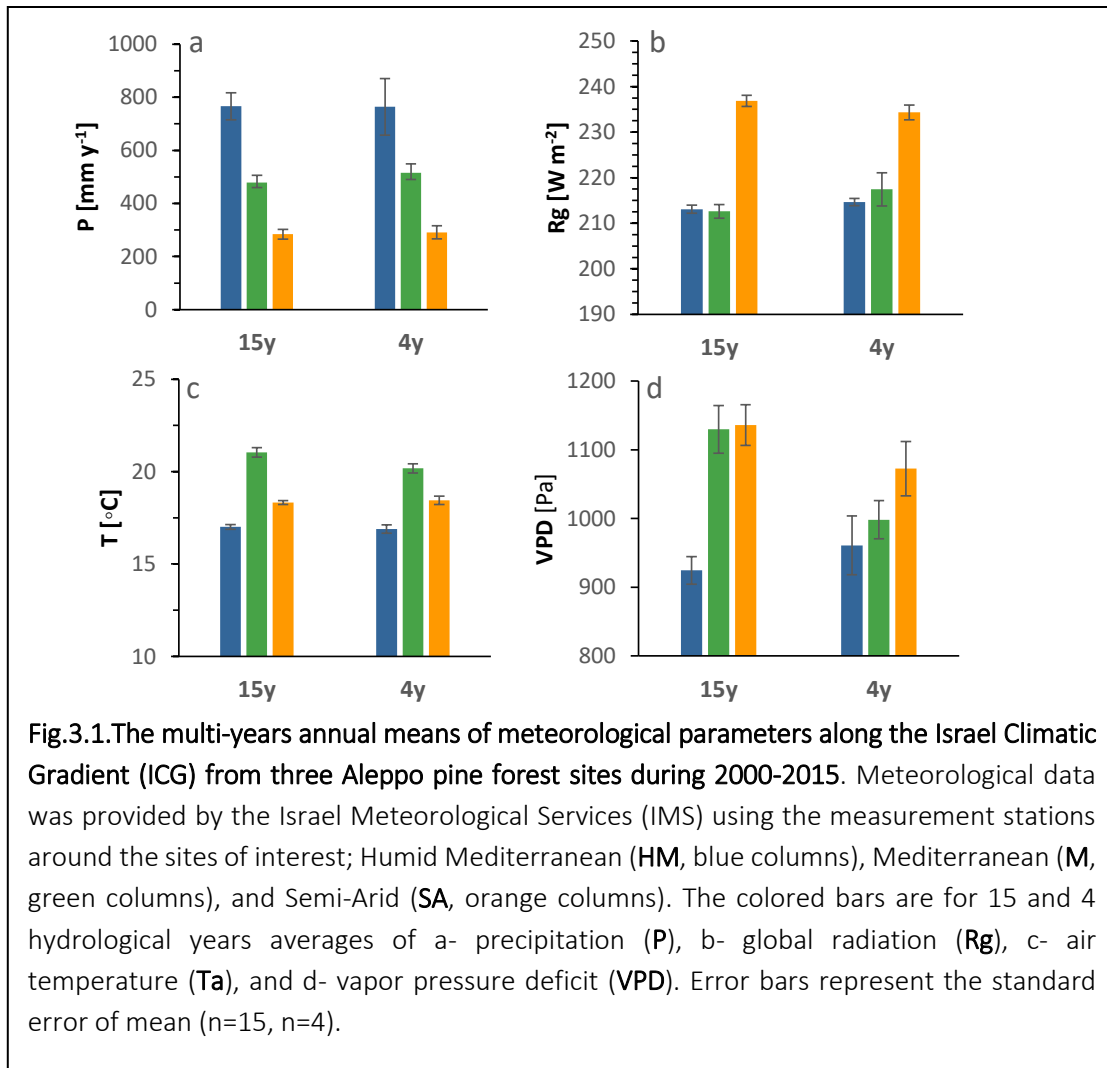 a
1000
800
600
400
200
0
P [mm y-1]
15y
4y
b
250
240
230
220
210
200
190
Rg [W m-2]
15y
4y
c
25
20
15
10
T [◦C]
15y
4y
d
1200
1100
1000
900
800
VPD [Pa]
15y
4y
Fig.3.1.The multi-years annual means of meteorological parameters along the Israel Climatic
Gradient (ICG) from three Aleppo pine forest sites during 2000-2015. Meteorological data
was provided by the Israel Meteorological Services (IMS) using the measurement stations
around the sites of interest; Humid Mediterranean (HM, blue columns), Mediterranean (M,
green columns), and Semi-Arid (SA, orange columns). The colored bars are for 15 and 4
hydrological years averages of a- precipitation (P), b- global radiation (Rg), c- air
temperature (Ta), and d- vapor pressure deficit (VPD). Error bars represent the standard
error of mean (n=15, n=4).